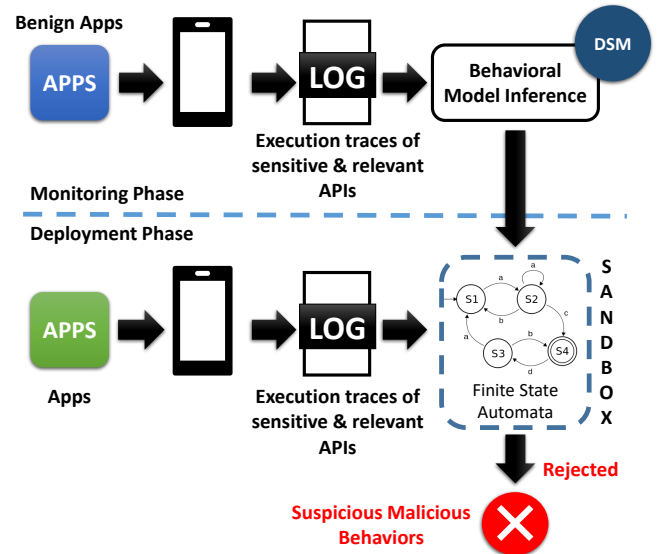 Benign Apps
DSM
APPS
LOG
Behavioral
Model Inference
Execution traces of
sensitive & relevant
APIs
Monitoring Phase
Deployment Phase
APPS
LOG
a
S1
a
S2
b
c
a
S3
b
S4
d
Finite State
Automata
S
A
N
D
B
O
X
Apps
Execution traces of
sensitive & relevant
APIs
Rejected
Suspicious Malicious
Behaviors